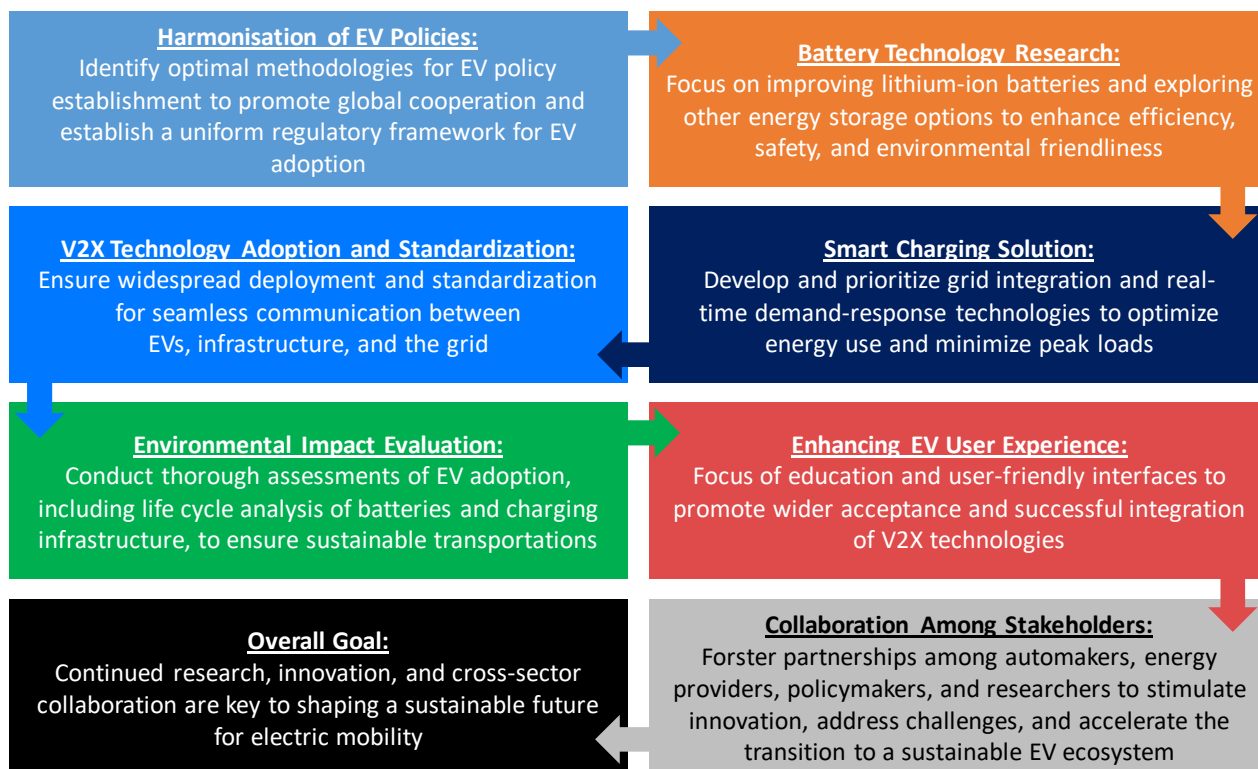 Harmonisation of EV Policies:
Identify optimal methodologies for EV policy
establishment to promote global cooperation and
establish a uniform regulatory framework for EV
adoption
Battery Technology Research:
Focus on improving lithium-ion batteries and exploring
other energy storage options to enhance efficiency,
safety, and environmental friendliness
Smart Charging Solution:
Develop and prioritize grid integration and real-
time demand-response technologies to optimize
energy use and minimize peak loads
V2X Technology Adoption and Standardization:
Ensure widespread deployment and standardization
for seamless communication between
EVs, infrastructure, and the grid
Environmental Impact Evaluation:
Conduct thorough assessments of EV adoption,
including life cycle analysis of batteries and charging
infrastructure, to ensure sustainable transportations
Enhancing EV User Experience:
Focus of education and user-friendly interfaces to
promote wider acceptance and successful integration
of V2X technologies
Collaboration Among Stakeholders:
Forster partnerships among automakers, energy
providers, policymakers, and researchers to stimulate
innovation, address challenges, and accelerate the
transition to a sustainable EV ecosystem
Overall Goal:
Continued research, innovation, and cross-sector
collaboration are key to shaping a sustainable future
for electric mobility